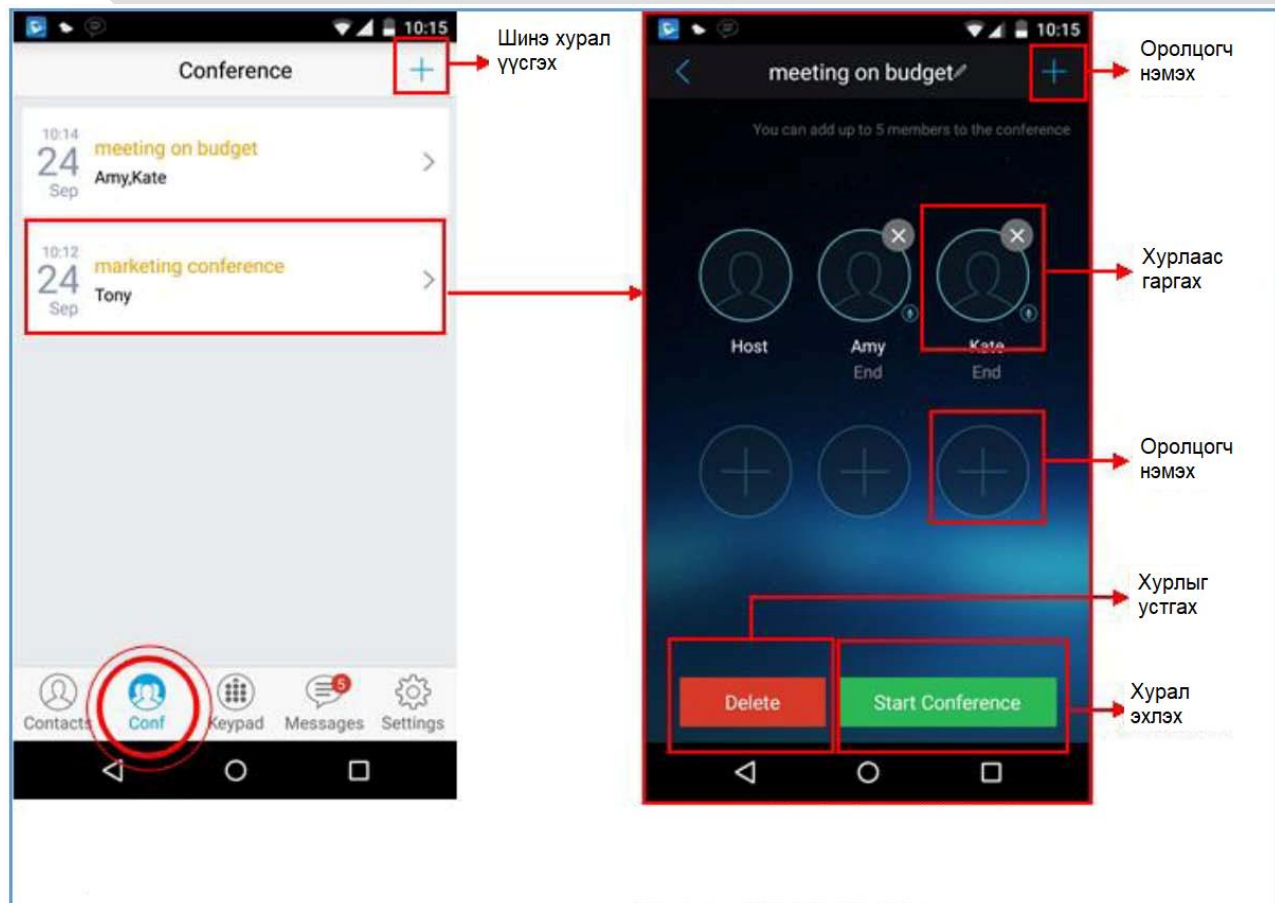 10:15
Conference
Шинэ хурал
үүсгэх
10:14
24
Sep
meeting on budget
Amy,Kate
10:12
24
Sep
marketing conference
Tony
Contacts
Conf
Keypad
5
Messages
Settings
10:15
meeting on budget
You can add up to 5 members to the conference
Host
Amy
End
Kate
End
Delete
Start Conference
Оролцогч
нэмэх
Хурлаас
гаргах
Оролцогч
нэмэх
Хурлыг
устгах
Хурал
эхлэх